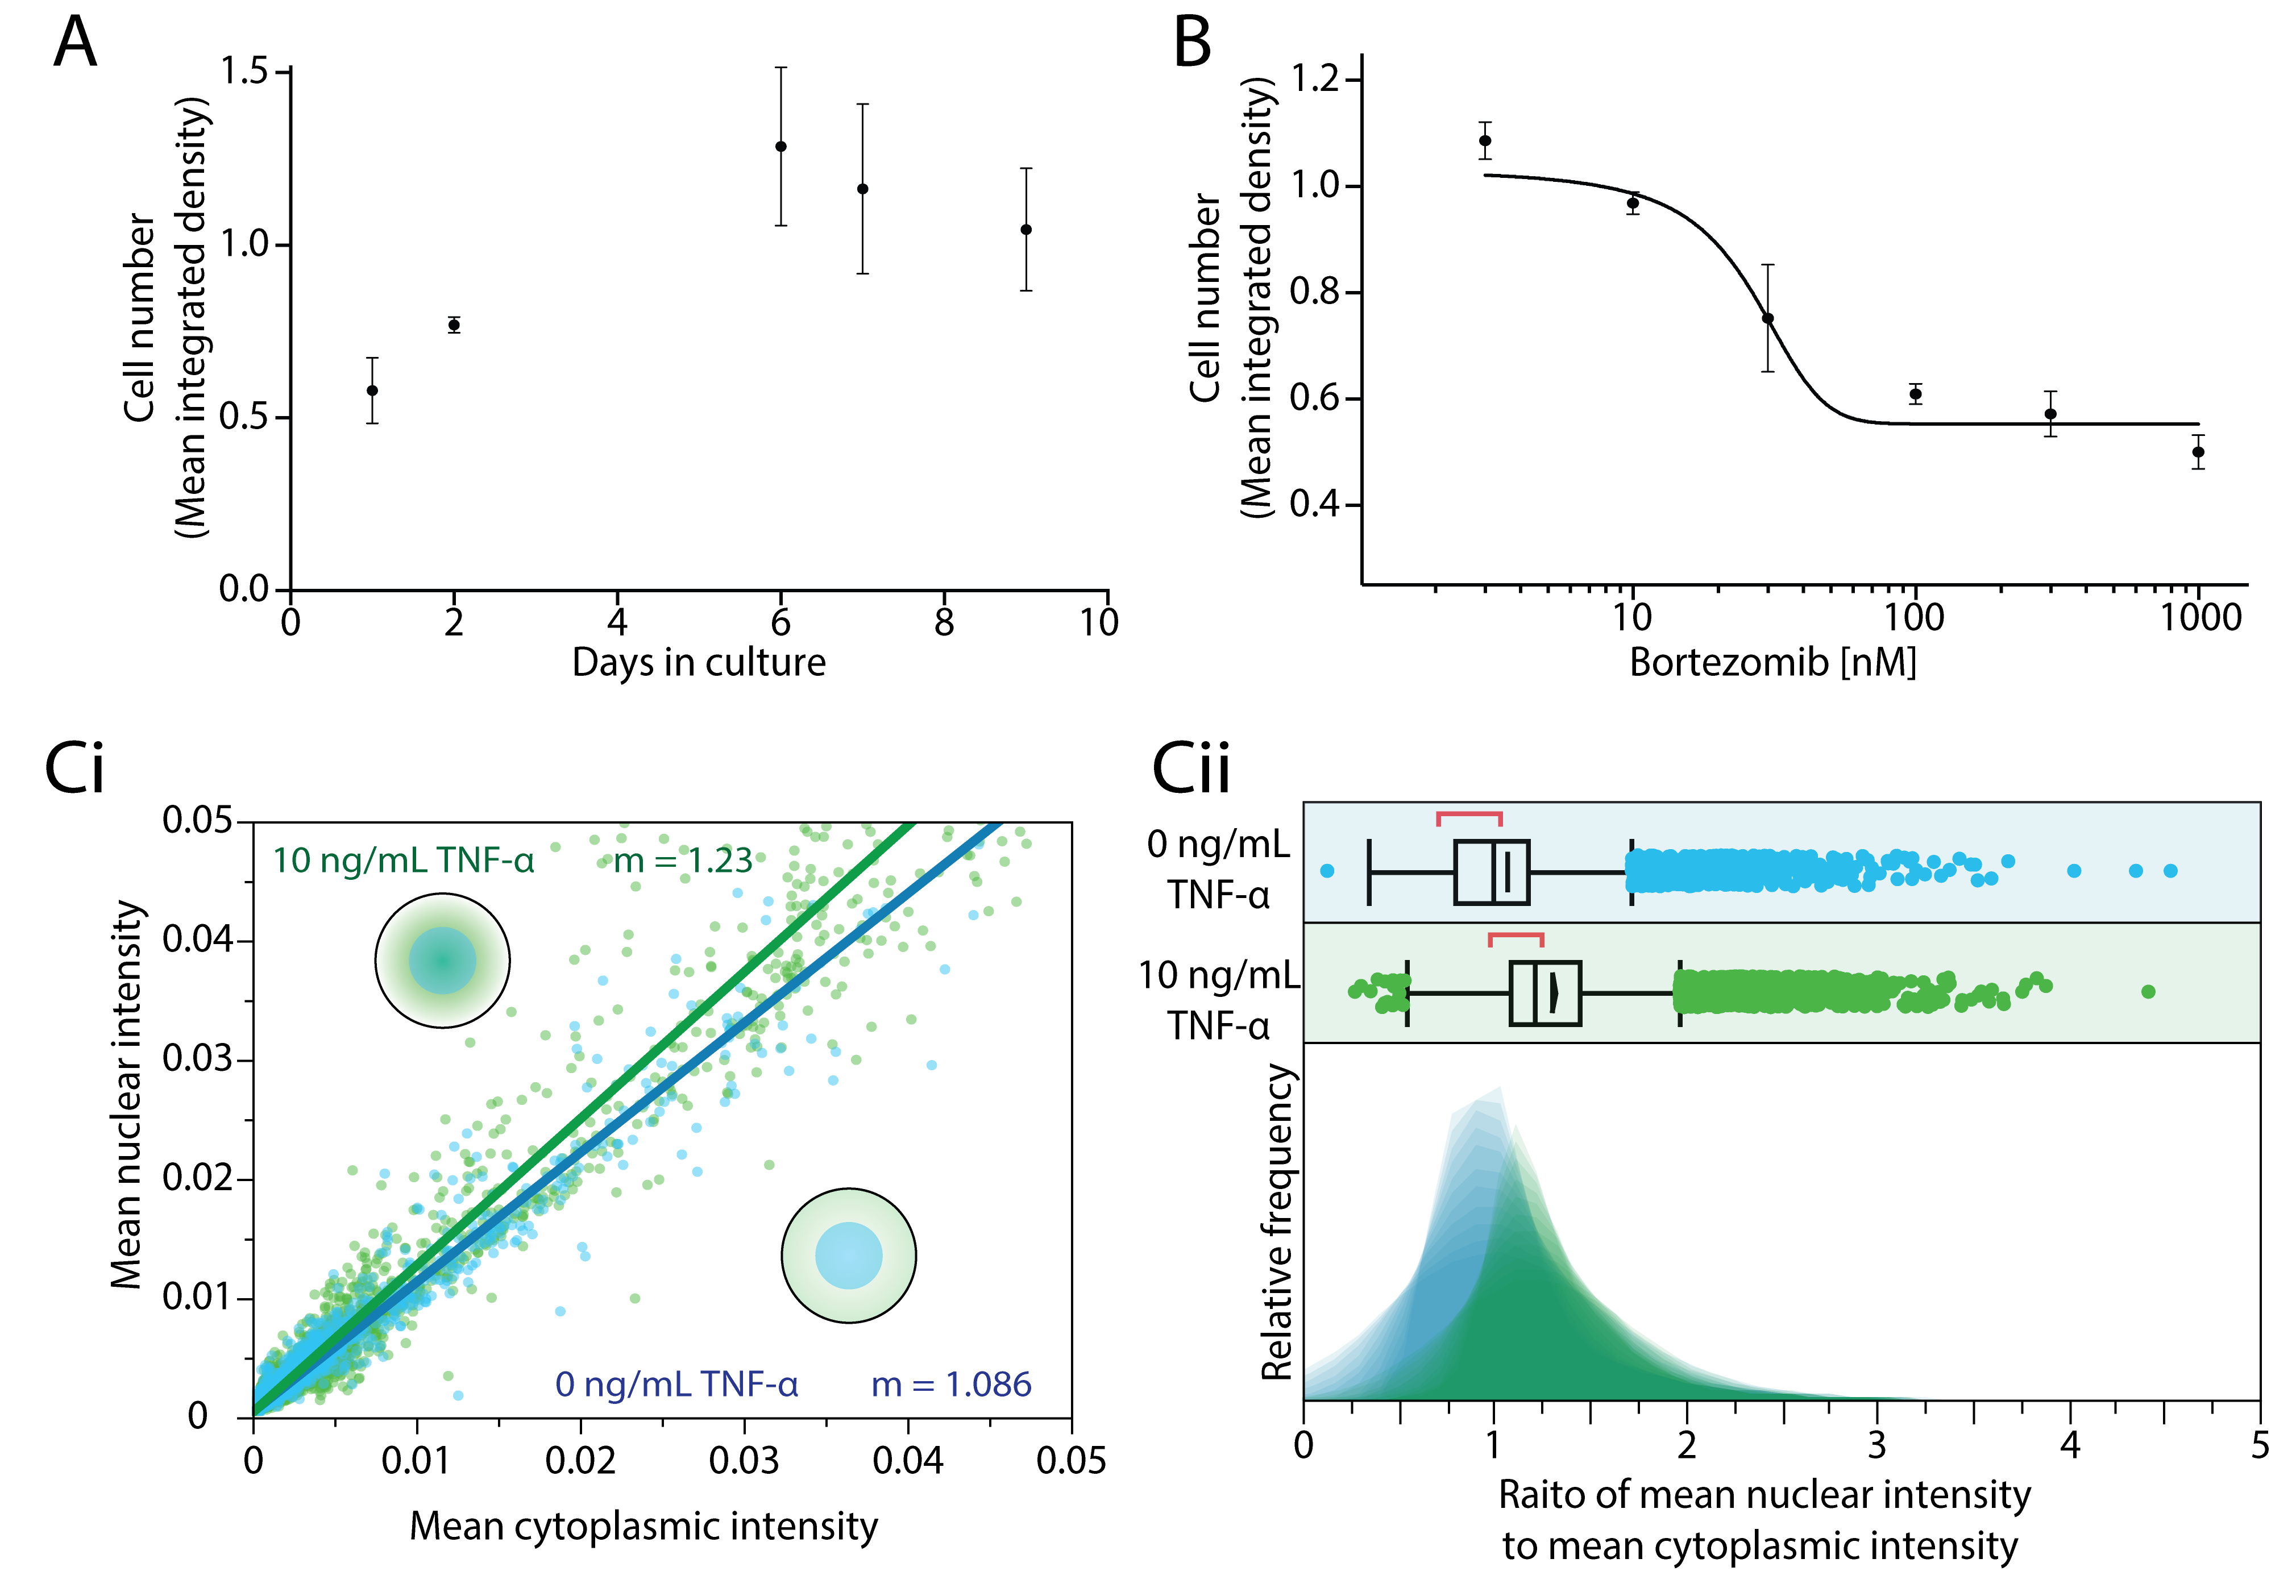 A
Cell number
(Mean integrated density)
1.5
1.0
0.5
0.0
0 2 4 6 8 10
Days in culture
B
Cell number
(Mean integrated density)
1.2
1.0
0.8
0.6
0.4
10 100 1000
Bortezomib [nM]
Ci
Mean nuclear intensity
0.05
0.04
0.03
0.02
0.01
0
10 ng/mL TNF-α m = 1.23
0 ng/mL TNF-α m = 1.086
0 0.01 0.02 0.03 0.04 0.05
Mean cytoplasmic intensity
Cii
0 ng/mL
TNF-α
10 ng/mL
TNF-α
Relative frequency
0 1 2 3 4 5
Raito of mean nuclear intensity
to mean cytoplasmic intensity